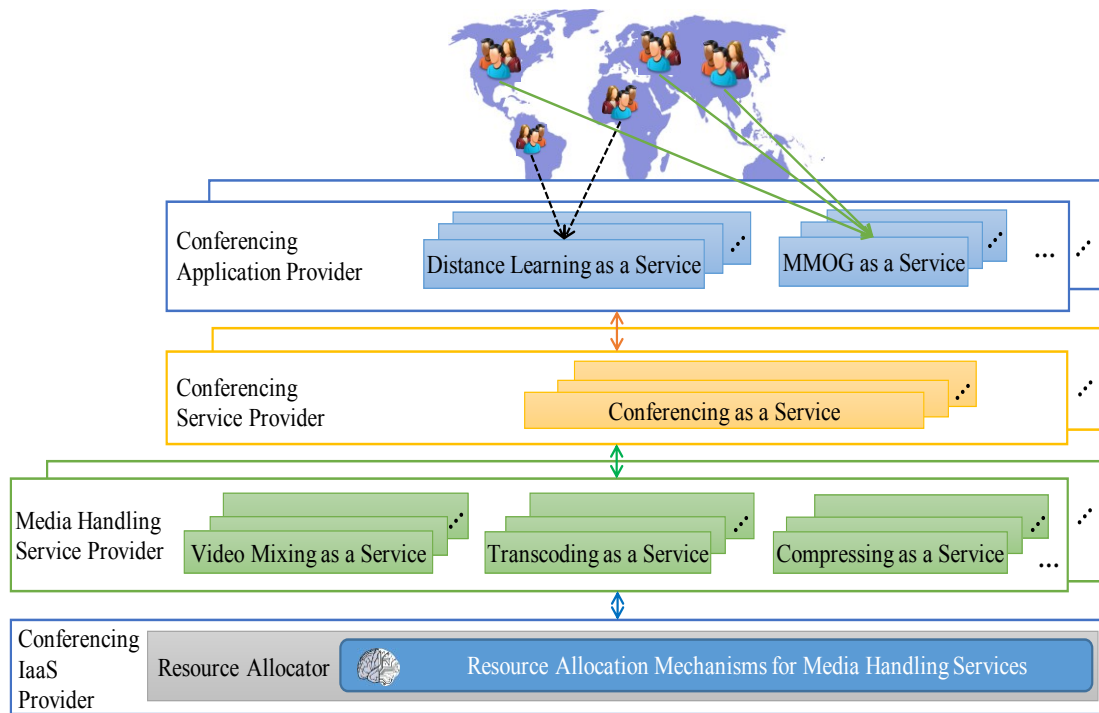 Conferencing
Application Provider
Distance Learning as a Service
MMOG as a Service
...
Conferencing
Service Provider
Conferencing as a Service
Media Handling
Service Provider
Video Mixing as a Service
Transcoding as a Service
Compressing as a Service
...
Conferencing
IaaS
Provider
Resource Allocator
Resource Allocation Mechanisms for Media Handling Services